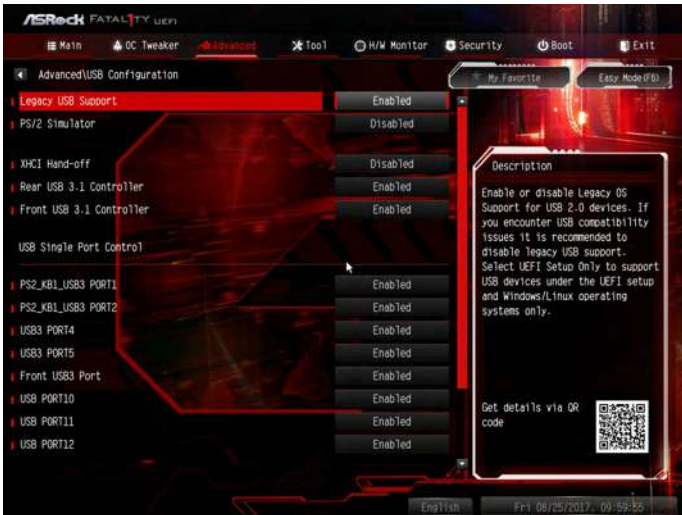 ASRock FATAL1TY UEFI
Main OC Tweaker Advanced Tool H/W Monitor Security Boot Exit
Advanced\USB Configuration
My Favorite Easy Mode(F6)
Legacy USB Support Enabled
PS/2 Simulator Disabled
XHCI Hand-off Disabled
Rear USB 3.1 Controller Enabled
Front USB 3.1 Controller Enabled
USB Single Port Control
PS2_KB1_USB3 PORT1 Enabled
PS2_KB1_USB3 PORT2 Enabled
USB3 PORT4 Enabled
USB3 PORT5 Enabled
Front USB3 Port Enabled
USB PORT10 Enabled
USB PORT11 Enabled
USB PORT12 Enabled
Description
Enable or disable Legacy OS
Support for USB 2.0 devices. If
you encounter USB compatibility
issues it is recommended to
disable legacy USB support.
Select UEFI Setup Only to support
USB devices under the UEFI setup
and Windows/Linux operating
systems only.
Get details via QR
code
English Fri 08/25/2017. 09:59:55